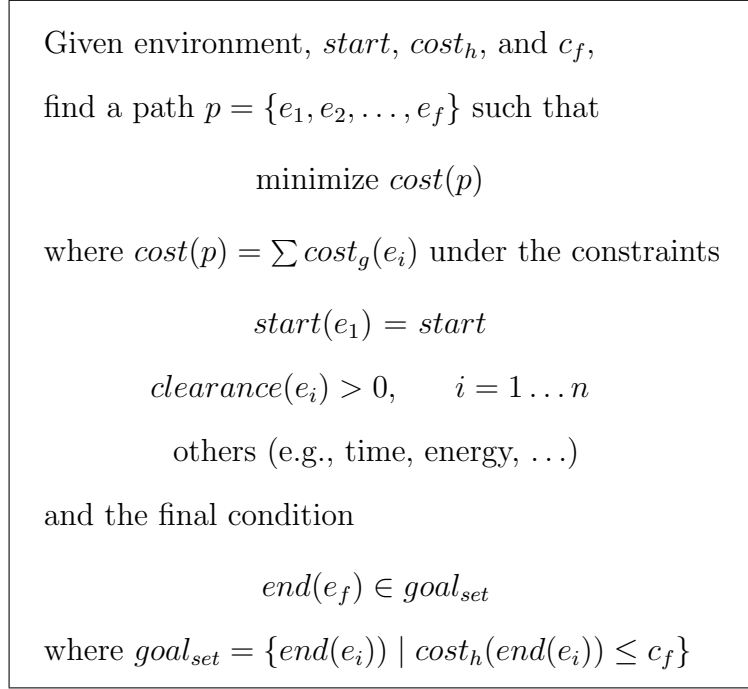 Given environment, start, cost_h, and c_f,
find a path p = {e_1, e_2, . . . , e_f} such that
minimize cost(p)
where cost(p) = ∑ cost_g(e_i) under the constraints
start(e_1) = start
clearance(e_i) > 0, i = 1 . . . n
others (e.g., time, energy, . . .)
and the final condition
end(e_f) ∈ goal_set
where goal_set = {end(e_i)) | cost_h(end(e_i)) ≤ c_f}